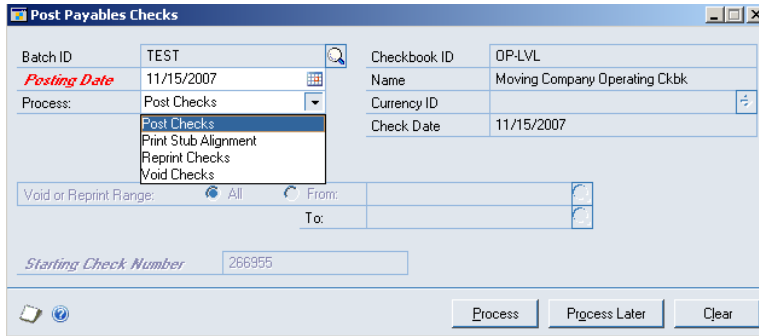 Post Payables Checks
Batch ID TEST Checkbook ID OP-LVL
Posting Date 11/15/2007 Name Moving Company Operating Ckbk
Process: Post Checks Currency ID
Post Checks Check Date 11/15/2007
Print Stub Alignment
Reprint Checks
Void Checks
Void or Reprint Range: All From:
To:
Starting Check Number 266955
Process Process Later Clear